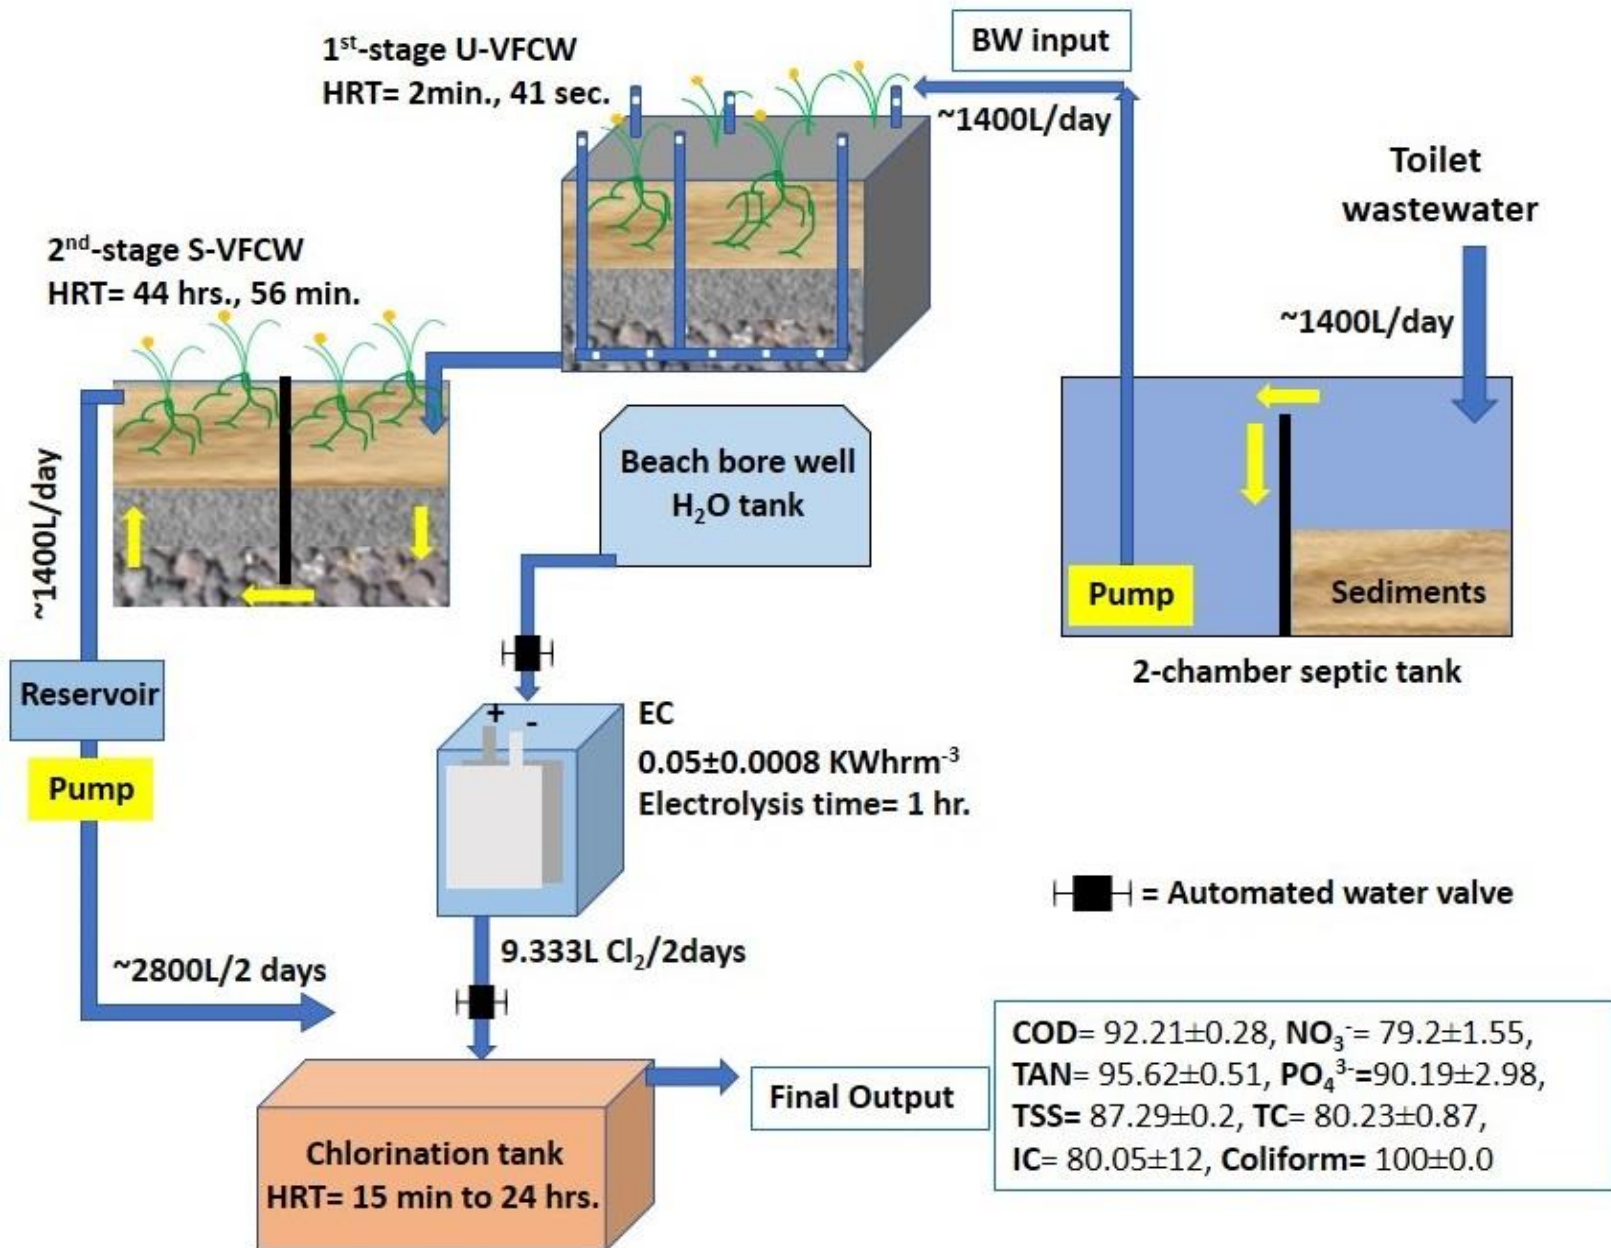 1st-stage U-VFCW
HRT= 2min., 41 sec.
BW input
~1400L/day
Toilet
wastewater
~1400L/day
2nd-stage S-VFCW
HRT= 44 hrs., 56 min.
~1400L/day
Beach bore well
H₂O tank
Pump
Sediments
2-chamber septic tank
Reservoir
Pump
+ -
EC
0.05±0.0008 KWhrm⁻³
Electrolysis time= 1 hr.
= Automated water valve
9.333L Cl₂/2days
~2800L/2 days
Chlorination tank
HRT= 15 min to 24 hrs.
Final Output
COD= 92.21±0.28, NO₃⁻= 79.2±1.55,
TAN= 95.62±0.51, PO₄³⁻=90.19±2.98,
TSS= 87.29±0.2, TC= 80.23±0.87,
IC= 80.05±12, Coliform= 100±0.0